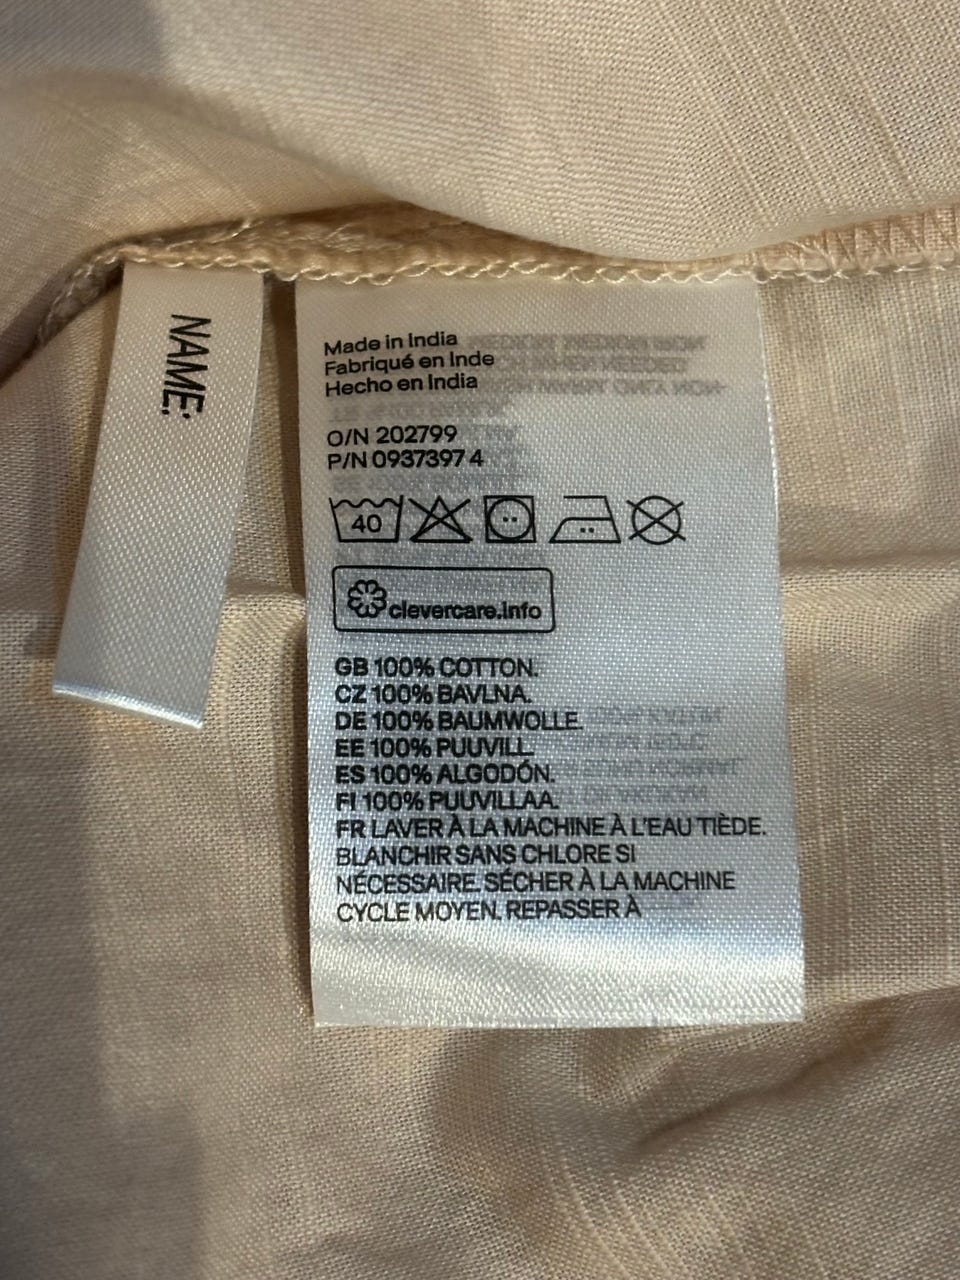 NAME:
Made in India
Fabriqué en Inde
Hecho en India
O/N 202799
P/N 0937397 4
40
clevercare.info
GB 100% COTTON.
CZ 100% BAVLNA.
DE 100% BAUMWOLLE.
EE 100% PUUVILL.
ES 100% ALGODÓN.
FI 100% PUUVILLAA.
FR LAVER À LA MACHINE À L'EAU TIÈDE.
BLANCHIR SANS CHLORE SI
NÉCESSAIRE. SÉCHER À LA MACHINE
CYCLE MOYEN. REPASSER À